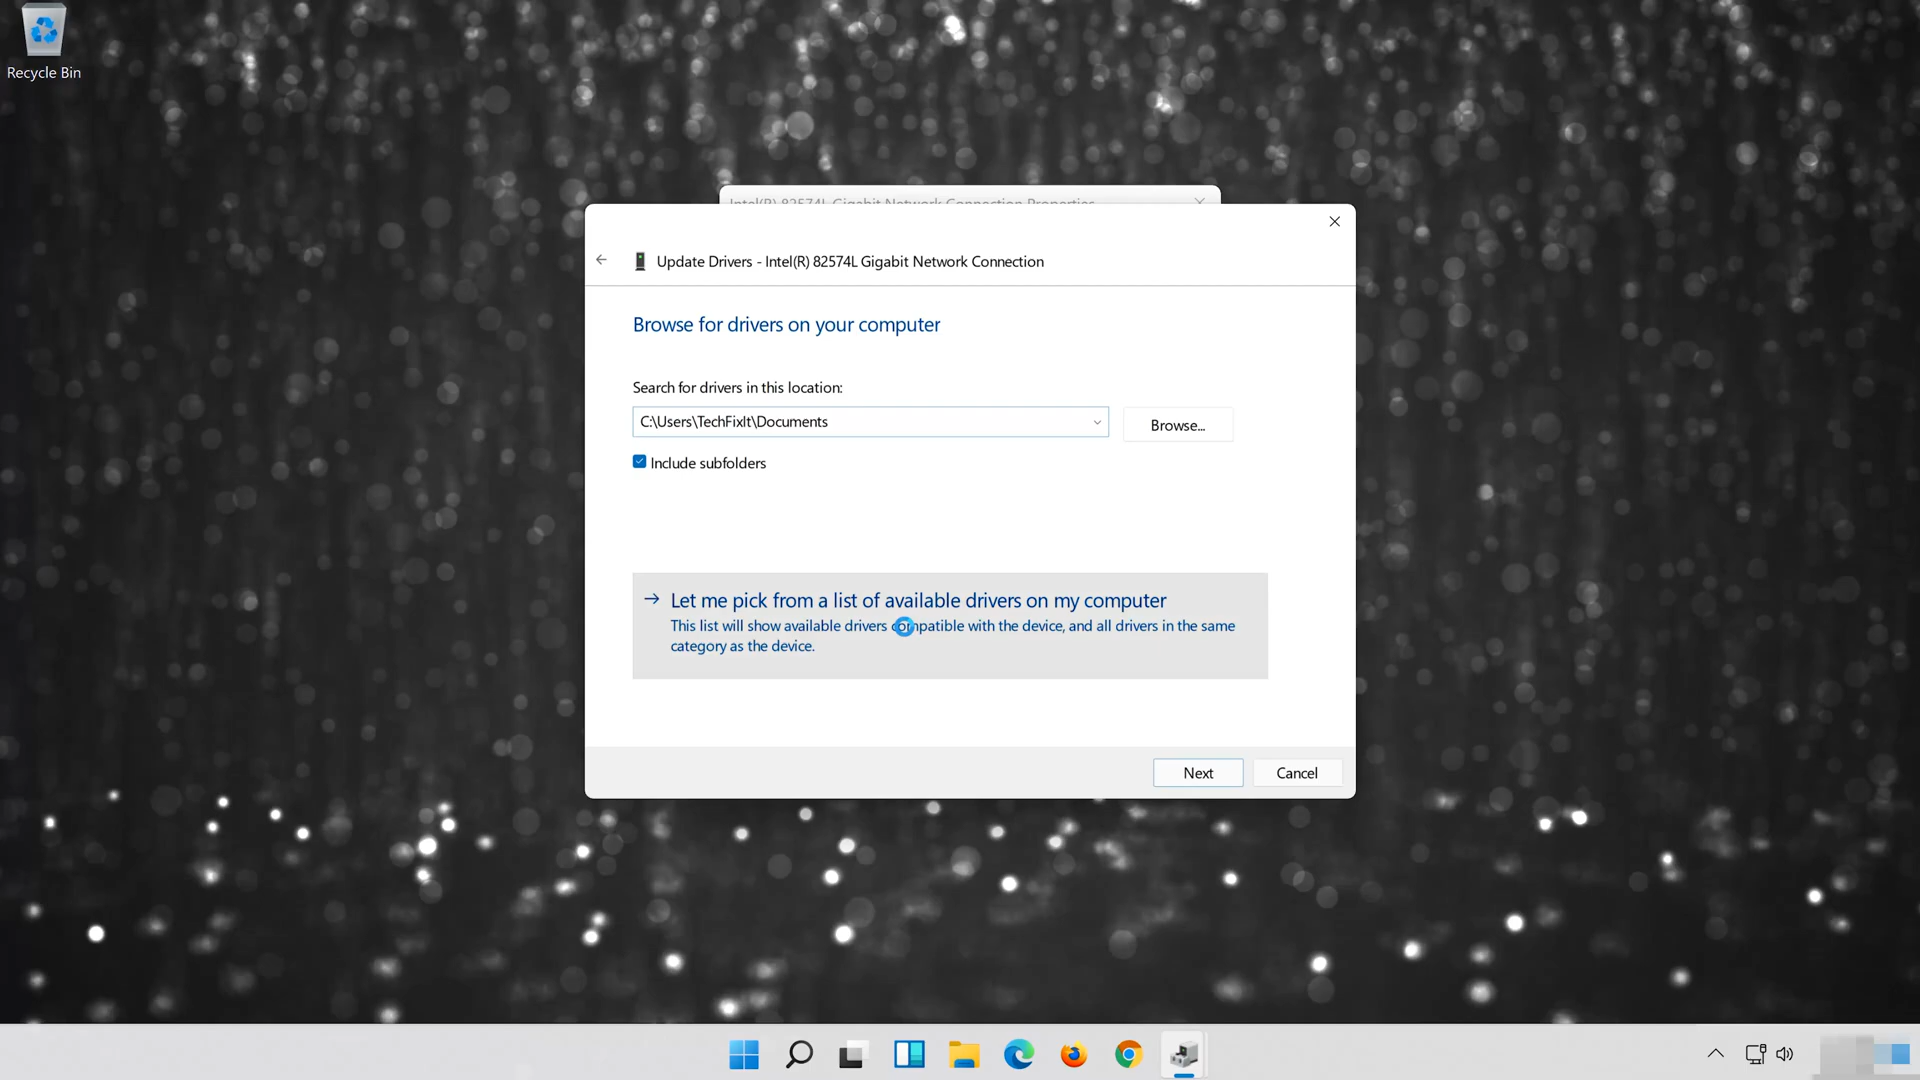 Recycle Bin
Intel(R) 82574L Gigabit Network Connection Properties
Update Drivers - Intel(R) 82574L Gigabit Network Connection
Browse for drivers on your computer
Search for drivers in this location:
C:\Users\TechFixIt\Documents
Browse...
Include subfolders
Let me pick from a list of available drivers on my computer
This list will show available drivers compatible with the device, and all drivers in the same
category as the device.
Next
Cancel